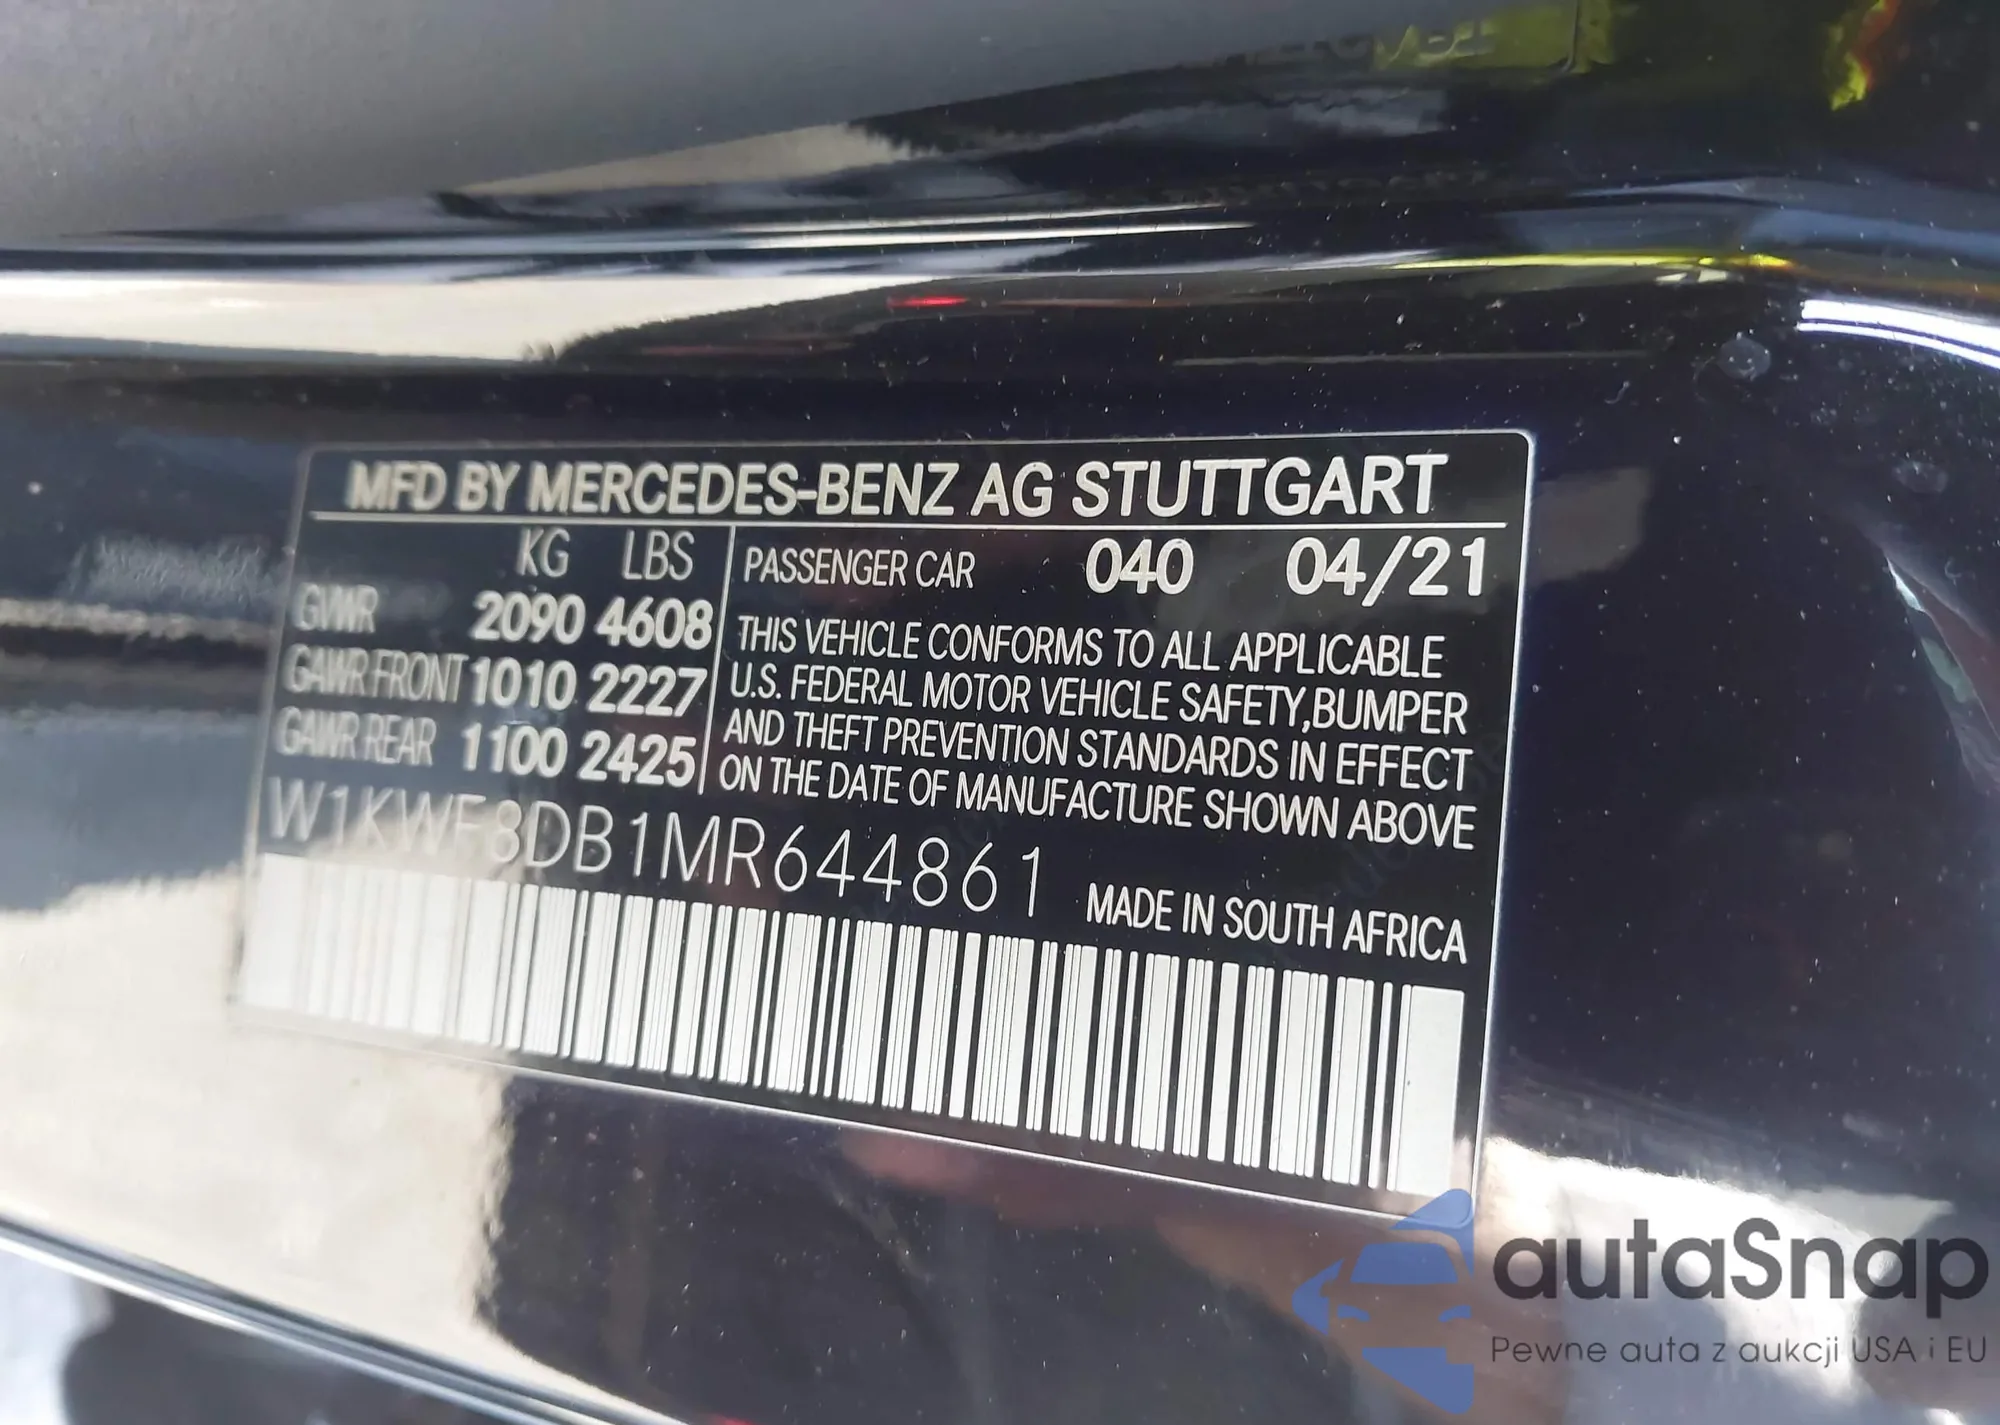 MFD BY MERCEDES-BENZ AG STUTTGART
KG LBS
GVWR 2090 4608
GAWR FRONT 1010 2227
GAWR REAR 1100 2425
PASSENGER CAR 040 04/21
THIS VEHICLE CONFORMS TO ALL APPLICABLE
U.S. FEDERAL MOTOR VEHICLE SAFETY,BUMPER
AND THEFT PREVENTION STANDARDS IN EFFECT
ON THE DATE OF MANUFACTURE SHOWN ABOVE
W1KWF8DB1MR644861
MADE IN SOUTH AFRICA
autaSnap
Pewne auta z aukcji USA i EU